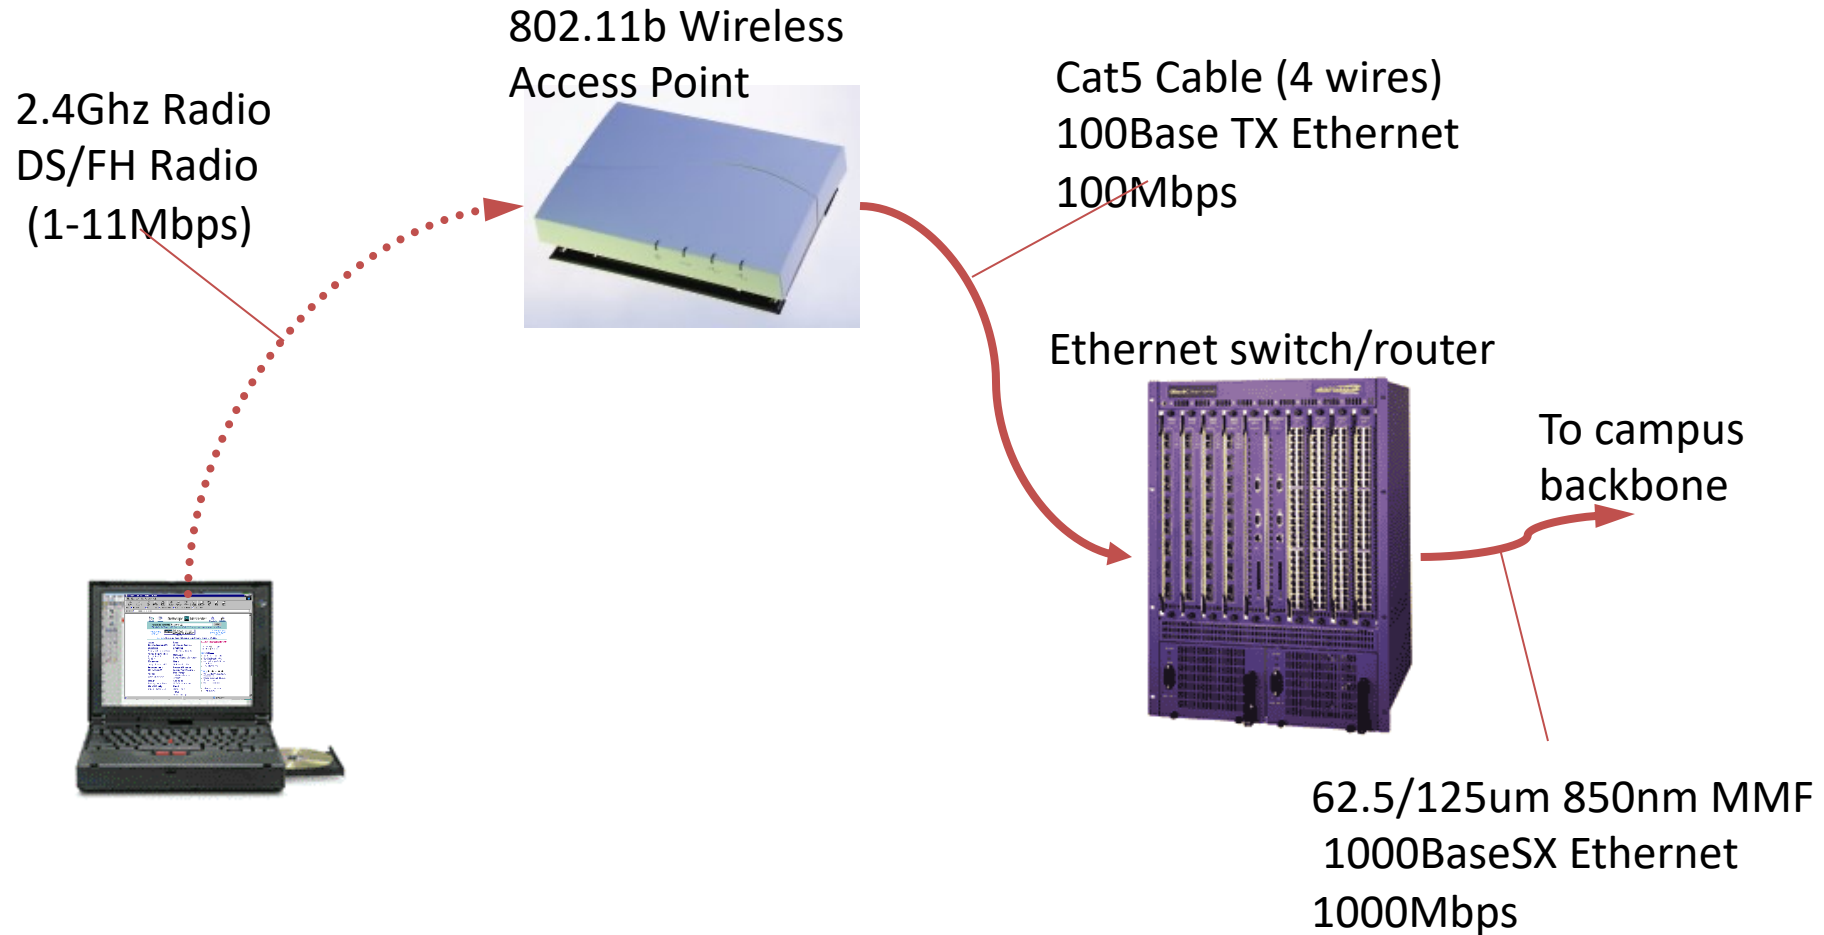 802.11b Wireless
Access Point
2.4Ghz Radio
DS/FH Radio
(1-11Mbps)
Cat5 Cable (4 wires)
100Base TX Ethernet
100Mbps
Ethernet switch/router
To campus
backbone
62.5/125um 850nm MMF
1000BaseSX Ethernet
1000Mbps